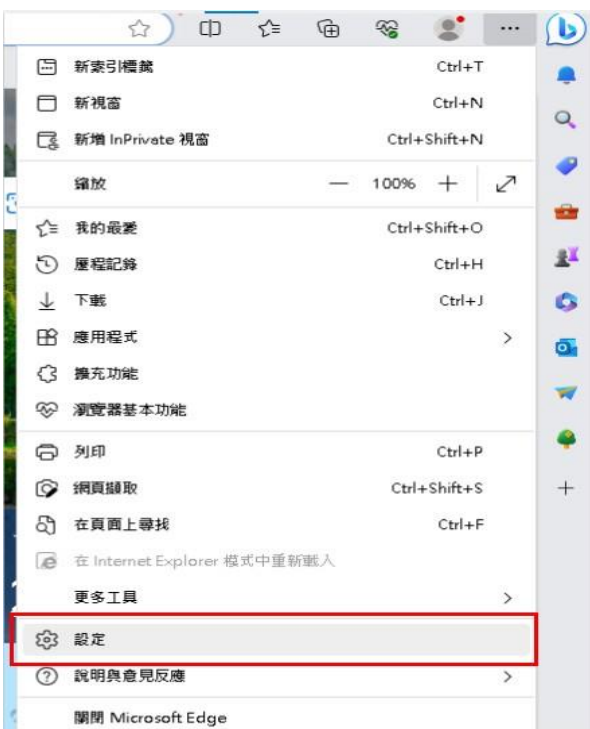 新索引標籤 Ctrl+T
新視窗 Ctrl+N
新增 InPrivate 視窗 Ctrl+Shift+N
縮放 — 100% +
我的最愛 Ctrl+Shift+O
歷程記錄 Ctrl+H
下載 Ctrl+J
應用程式
擴充功能
瀏覽器基本功能
列印 Ctrl+P
網頁擷取 Ctrl+Shift+S
在頁面上尋找 Ctrl+F
在 Internet Explorer 模式中重新載入
更多工具
設定
說明與意見反應
關閉 Microsoft Edge